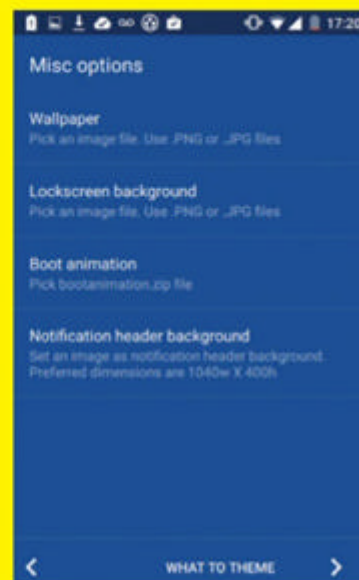 17:20
Misc options
Wallpaper
Pick an image file. Use .PNG or .JPG files
Lockscreen background
Pick an image file. Use .PNG or .JPG files
Boot animation
Pick bootanimation.zip file
Notification header background
Set an image as notification header background.
Preferred dimensions are 1040w X 400h
WHAT TO THEME